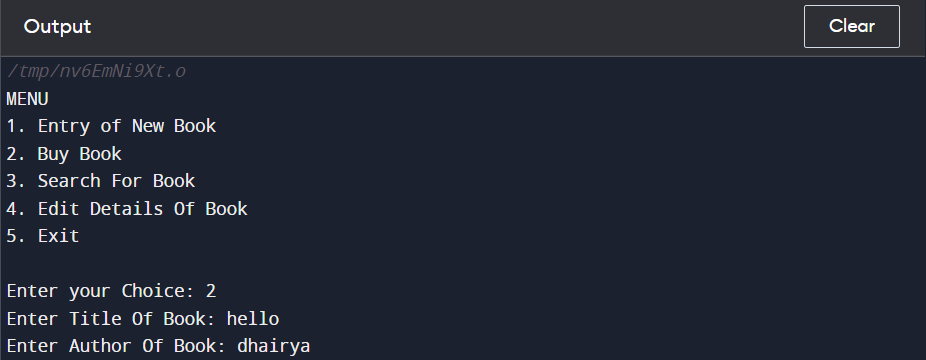 Output
Clear
/tmp/nv6EmNi9Xt.o
MENU
1. Entry of New Book
2. Buy Book
3. Search For Book
4. Edit Details Of Book
5. Exit
Enter your Choice: 2
Enter Title Of Book: hello
Enter Author Of Book: dhairya